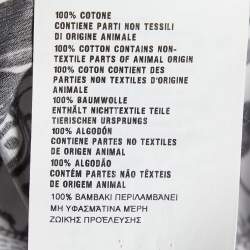 100% COTONE
CONTIENE PARTI NON TESSILI
DI ORIGINE ANIMALE
100% COTTON CONTAINS NON-
TEXTILE PARTS OF ANIMAL ORIGIN
100% COTON CONTIENT DES
PARTIES NON TEXTILES D'ORIGINE
ANIMALE
100% BAUMWOLLE
ENTHÄLT NICHTTEXTILE TEILE
TIERISCHEN URSPRUNGS
100% ALGODÓN
CONTIENE PARTES NO TEXTILES
DE ORIGEN ANIMAL
100% ALGODÃO
CONTÉM PARTES NÃO TÊXTEIS
DE ORIGEM ANIMAL
100% ΒΑΜΒΑΚΙ ΠΕΡΙΛΑΜΒΑΝΕΙ
ΜΗ ΥΦΑΣΜΑΤΙΝΑ ΜΕΡΗ
ΖΩΙΚΗΣ ΠΡΟΕΛΕΥΣΗΣ